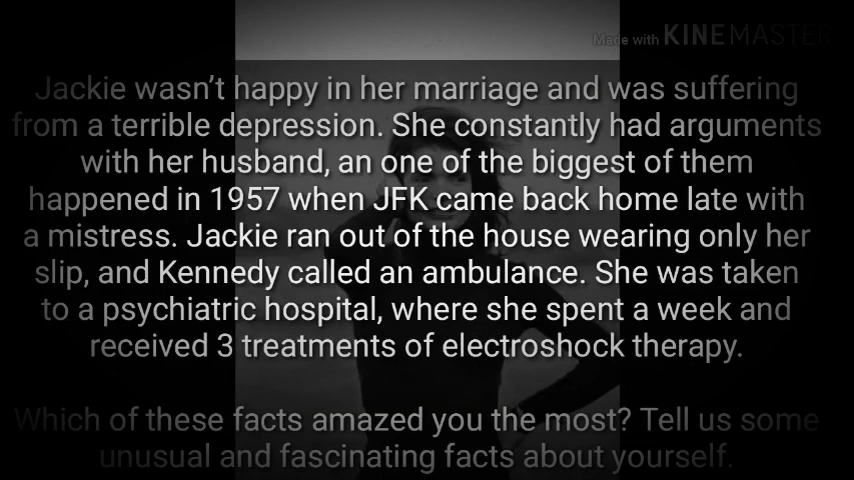 Made with KINEMASTER
Jackie wasn't happy in her marriage and was suffering
from a terrible depression. She constantly had arguments
with her husband, an one of the biggest of them
happened in 1957 when JFK came back home late with
a mistress. Jackie ran out of the house wearing only her
slip, and Kennedy called an ambulance. She was taken
to a psychiatric hospital, where she spent a week and
received 3 treatments of electroshock therapy.
Which of these facts amazed you the most? Tell us some
unusual and fascinating facts about yourself.